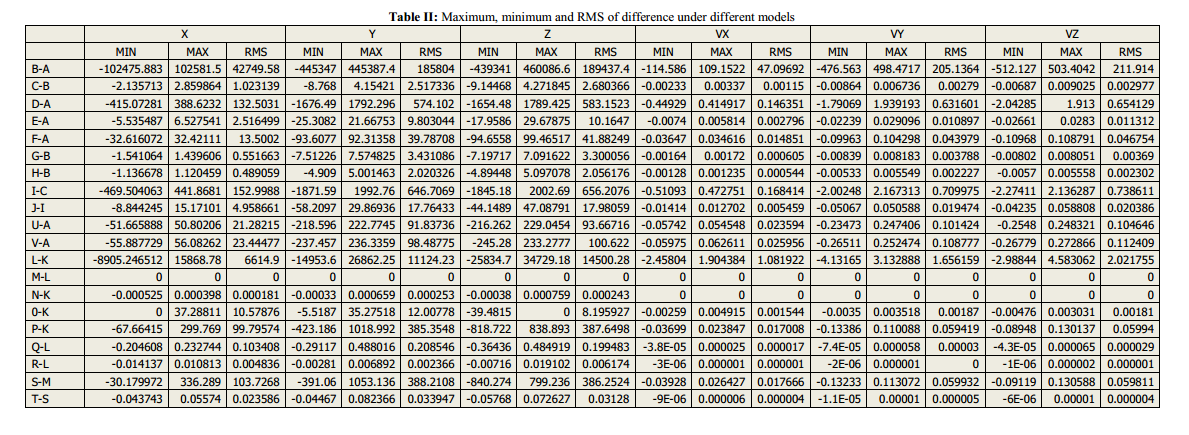 Table II: Maximum, minimum and RMS of difference under different models
X Y Z VX VY VZ
MIN MAX RMS MIN MAX RMS MIN MAX RMS MIN MAX RMS MIN MAX RMS MIN MAX RMS
B-A -102475.883 102581.5 42749.58 -445347 445387.4 185804 -439341 460086.6 189437.4 -114.586 109.1522 47.09692 -476.563 498.4717 205.1364 -512.127 503.4042 211.914
C-B -2.135713 2.859864 1.023139 -8.768 4.15421 2.517336 -9.14468 4.271845 2.680366 -0.00233 0.00337 0.00115 -0.00864 0.006736 0.00279 -0.00687 0.009025 0.002977
D-A -415.07281 388.6232 132.5031 -1676.49 1792.296 574.102 -1654.48 1789.425 583.1523 -0.44929 0.414917 0.146351 -1.79069 1.939193 0.631601 -2.04285 1.913 0.654129
E-A -5.535487 6.527541 2.516499 -25.3082 21.66753 9.803044 -17.9586 29.67875 10.1647 -0.0074 0.005814 0.002796 -0.02239 0.029096 0.010897 -0.02661 0.0283 0.011312
F-A -32.616072 32.42111 13.5002 -93.6077 92.31358 39.78708 -94.6558 99.46517 41.88249 -0.03647 0.034616 0.014851 -0.09963 0.104298 0.043979 -0.10968 0.108791 0.046754
G-B -1.541064 1.439606 0.551663 -7.51226 7.574825 3.431086 -7.19717 7.091622 3.300056 -0.00164 0.00172 0.000605 -0.00839 0.008183 0.003788 -0.00802 0.008051 0.00369
H-B -1.136678 1.120459 0.489059 -4.909 5.001463 2.020326 -4.89448 5.097078 2.056176 -0.00128 0.001235 0.000544 -0.00533 0.005549 0.002227 -0.0057 0.005558 0.002302
I-C -469.504063 441.8681 152.9988 -1871.59 1992.76 646.7069 -1845.18 2002.69 656.2076 -0.51093 0.472751 0.168414 -2.00248 2.167313 0.709975 -2.27411 2.136287 0.738611
J-I -8.844245 15.17101 4.958661 -58.2097 29.86936 17.76433 -44.1489 47.08791 17.98059 -0.01414 0.012702 0.005459 -0.05067 0.050588 0.019474 -0.04235 0.058808 0.020386
U-A -51.665888 50.80206 21.28215 -218.596 222.7745 91.83736 -216.262 229.0454 93.66716 -0.05742 0.054548 0.023594 -0.23473 0.247406 0.101424 -0.2548 0.248321 0.104646
V-A -55.887729 56.08262 23.44477 -237.457 236.3359 98.48775 -245.28 233.2777 100.622 -0.05975 0.062611 0.025956 -0.26511 0.252474 0.108777 -0.26779 0.272866 0.112409
L-K -8905.246512 15868.78 6614.9 -14953.6 26862.25 11124.23 -25834.7 34729.18 14500.28 -2.45804 1.904384 1.081922 -4.13165 3.132888 1.656159 -2.98844 4.583062 2.021755
M-L 0 0 0 0 0 0 0 0 0 0 0 0 0 0 0 0 0 0
N-K -0.000525 0.000398 0.000181 -0.00033 0.000659 0.000253 -0.00038 0.000759 0.000243 0 0 0 0 0 0 0 0 0
0-K 0 37.28811 10.57876 -5.5187 35.27518 12.00778 -39.4815 0 8.195927 -0.00259 0.004915 0.001544 -0.0035 0.003518 0.00187 -0.00476 0.003031 0.00181
P-K -67.66415 299.769 99.79574 -423.186 1018.992 385.3548 -818.722 838.893 387.6498 -0.03699 0.023847 0.017008 -0.13386 0.110088 0.059419 -0.08948 0.130137 0.05994
Q-L -0.204608 0.232744 0.103408 -0.29117 0.488016 0.208546 -0.36436 0.484919 0.199483 -3.8E-05 0.000025 0.000017 -7.4E-05 0.000058 0.00003 -4.3E-05 0.000065 0.000029
R-L -0.014137 0.010813 0.004836 -0.00281 0.006892 0.002366 -0.00716 0.019102 0.006174 -3E-06 0.000001 0.000001 -2E-06 0.000001 0 -1E-06 0.000002 0.000001
S-M -30.179972 336.289 103.7268 -391.06 1053.136 388.2108 -840.274 799.236 386.2524 -0.03928 0.026427 0.017666 -0.13233 0.113072 0.059932 -0.09119 0.130588 0.059811
T-S -0.043743 0.05574 0.023586 -0.04467 0.082366 0.033947 -0.05768 0.072627 0.03128 -9E-06 0.000006 0.000004 -1.1E-05 0.00001 0.000005 -6E-06 0.00001 0.000004